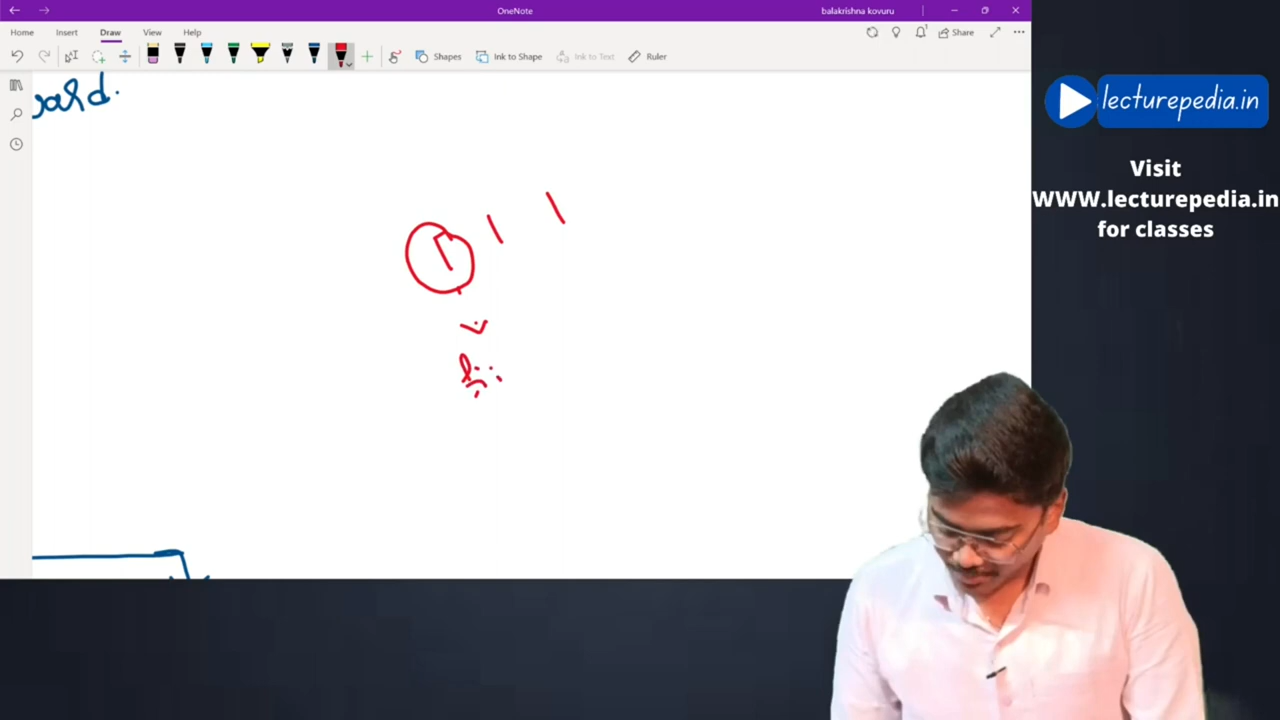 OneNote
balakrishna kovuru
Home Insert Draw View Help
Share
Shapes Ink to Shape Ink to Text Ruler
lecturepedia.in
Visit
WWW.lecturepedia.in
for classes